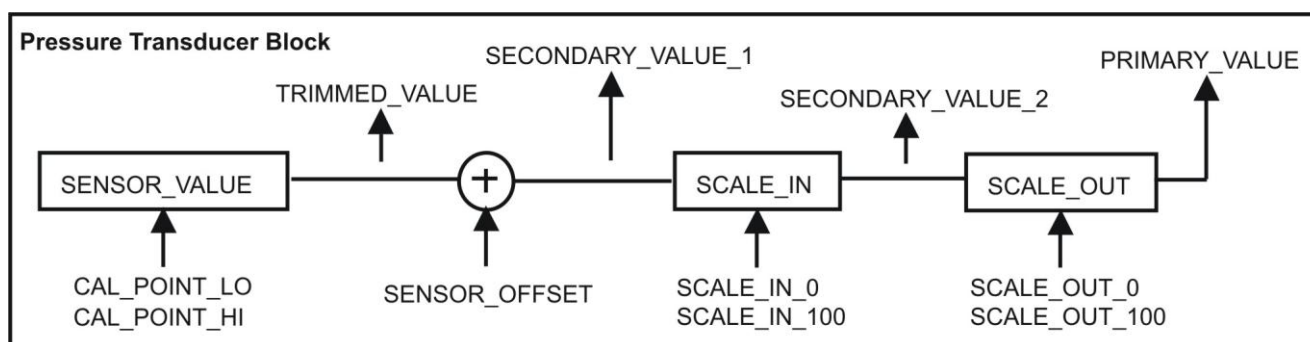 Pressure Transducer Block
SECONDARY_VALUE_1
PRIMARY_VALUE
TRIMMED_VALUE
SECONDARY_VALUE_2
SENSOR_VALUE
+
SCALE_IN
SCALE_OUT
CAL_POINT_LO
CAL_POINT_HI
SENSOR_OFFSET
SCALE_IN_0
SCALE_IN_100
SCALE_OUT_0
SCALE_OUT_100